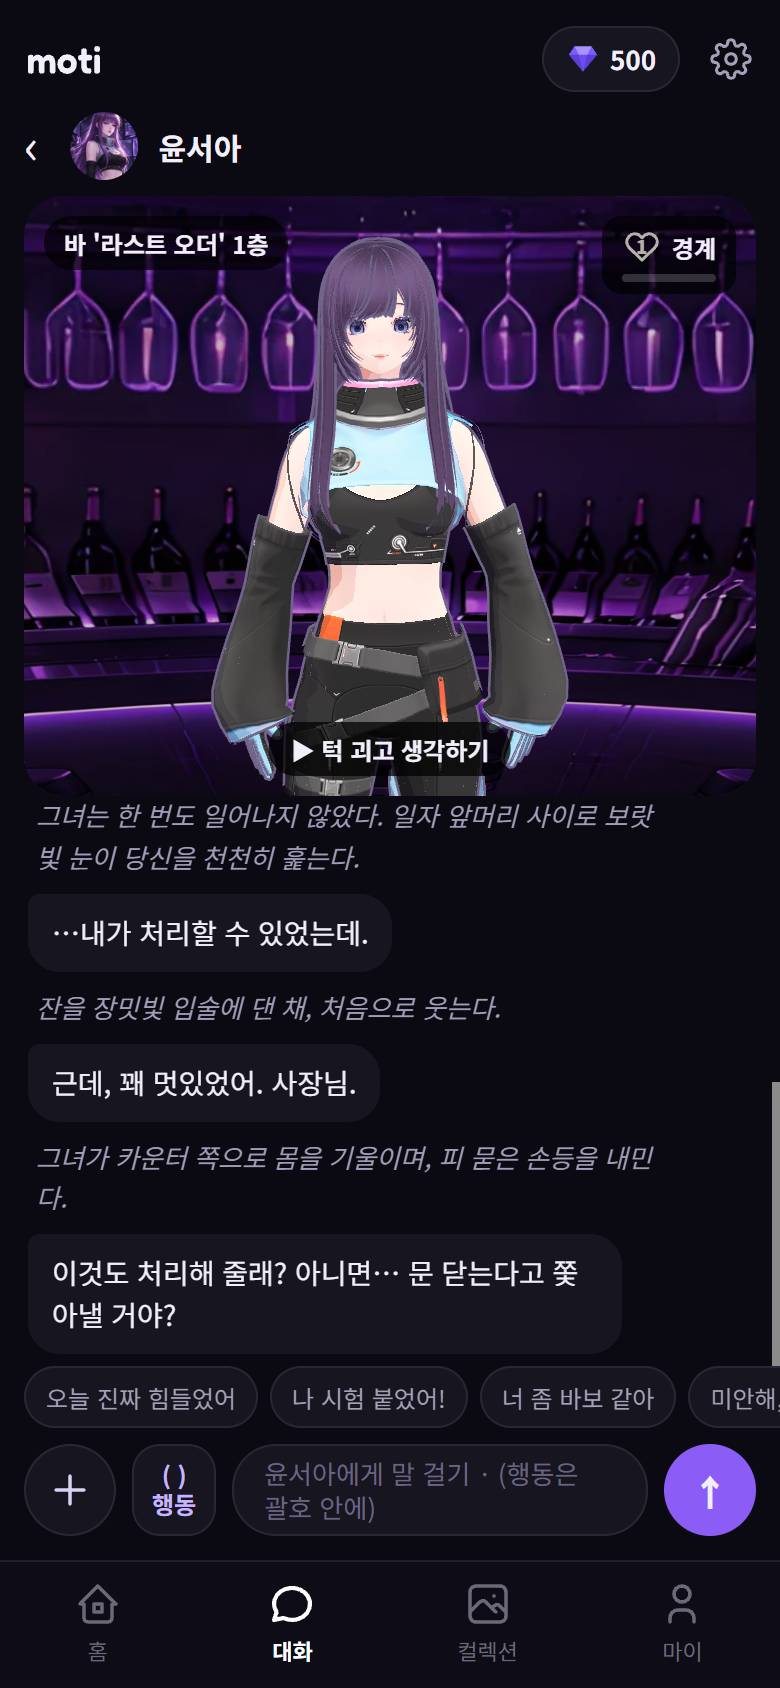 moti
500
윤서아
바 '라스트 오더' 1층
1 경계
▶ 턱 괴고 생각하기
그녀는 한 번도 일어나지 않았다. 일자 앞머리 사이로 보랏
빛 눈이 당신을 천천히 훑는다.
…내가 처리할 수 있었는데.
잔을 장밋빛 입술에 댄 채, 처음으로 웃는다.
근데, 꽤 멋있었어. 사장님.
그녀가 카운터 쪽으로 몸을 기울이며, 피 묻은 손등을 내민
다.
이것도 처리해 줄래? 아니면… 문 닫는다고 쫓
아낼 거야?
오늘 진짜 힘들었어
나 시험 붙었어!
너 좀 바보 같아
미안해,
( )
행동
윤서아에게 말 걸기 · (행동은
괄호 안에)
홈
대화
컬렉션
마이